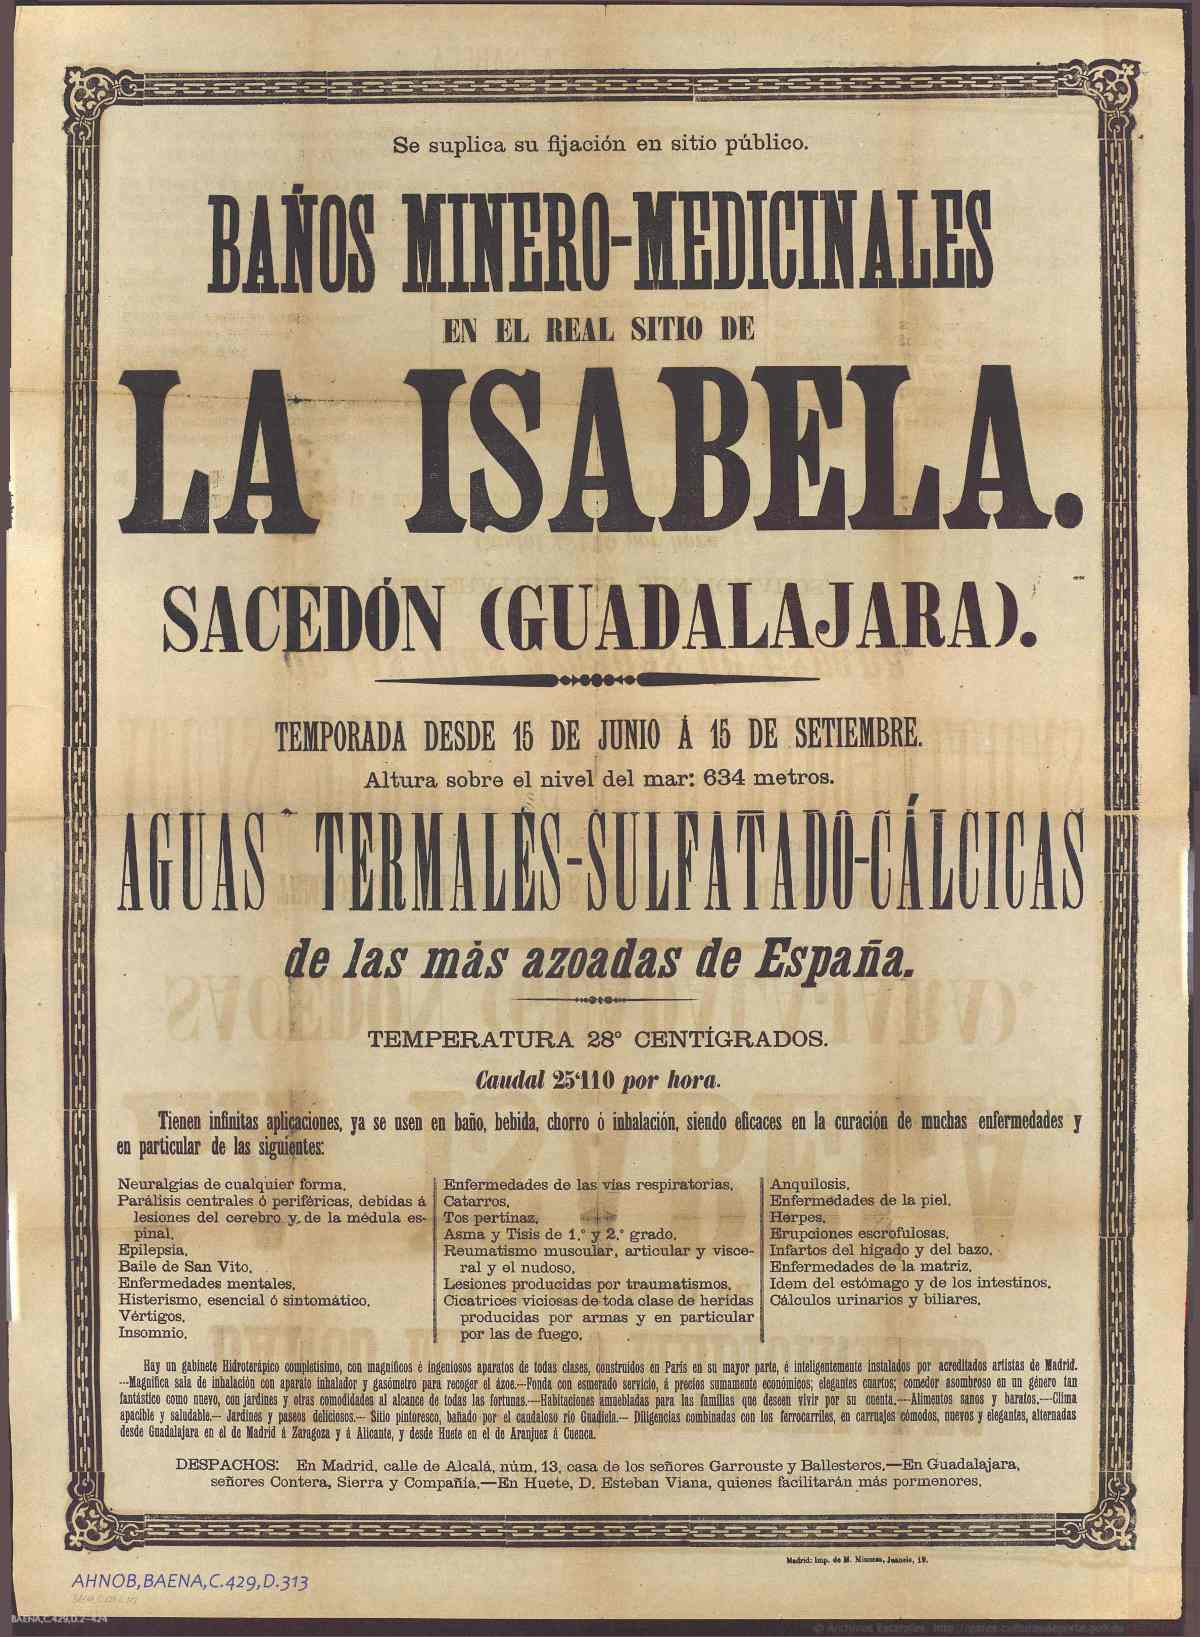 Se suplica su fijación en sitio público.
BAÑOS MINERO-MEDICINALES
EN EL REAL SITIO DE
LA ISABELA.
SACEDÓN (GUADALAJARA).
TEMPORADA DESDE 15 DE JUNIO Á 15 DE SETIEMBRE.
Altura sobre el nivel del mar: 634 metros.
AGUAS TERMALES-SULFATADO-CÁLCICAS
de las más azoadas de España.
TEMPERATURA 28° CENTÍGRADOS.
Caudal 25'110 por hora.
Tienen infinitas aplicaciones, ya se usen en baño, bebida, chorro ó inhalación, siendo eficaces en la curación de muchas enfermedades y
en particular de las siguientes:
Neuralgias de cualquier forma.
Parálisis centrales ó periféricas, debidas á
lesiones del cerebro y de la médula es-
pinal.
Epilepsia.
Baile de San Vito.
Enfermedades mentales.
Histerismo, esencial ó sintomático.
Vértigos.
Insomnio.
Enfermedades de las vías respiratorias.
Catarros.
Tos pertinaz.
Asma y Tisis de 1.° y 2.° grado.
Reumatismo muscular, articular y visce-
ral y el nudoso.
Lesiones producidas por traumatismos.
Cicatrices viciosas de toda clase de heridas
producidas por armas y en particular
por las de fuego.
Anquilosis.
Enfermedades de la piel.
Herpes.
Erupciones escrofulosas.
Infartos del hígado y del bazo.
Enfermedades de la matriz.
Idem del estómago y de los intestinos.
Cálculos urinarios y biliares.
Hay un gabinete Hidroterápico completísimo, con magníficos é ingeniosos aparatos de todas clases, construidos en París en su mayor parte, é inteligentemente instalados por acreditados artistas de Madrid.
—Magnífica sala de inhalación con aparato inhalador y gasómetro para recoger el ázoe.—Fonda con esmerado servicio, á precios sumamente económicos; elegantes cuartos; comedor asombroso en un género tan
fantástico como nuevo, con jardines y otras comodidades al alcance de todas las fortunas.—Habitaciones amuebladas para las familias que deseen vivir por su cuenta.—Alimentos sanos y baratos.—Clima
apacible y saludable.—Jardines y paseos deliciosos.—Sitio pintoresco, bañado por el caudaloso río Guadiela.—Diligencias combinadas con los ferrocarriles, en carruajes cómodos, nuevos y elegantes, alternadas
desde Guadalajara en el de Madrid á Zaragoza y á Alicante, y desde Huete en el de Aranjuez á Cuenca.
DESPACHOS: En Madrid, calle de Alcalá, núm. 13, casa de los señores Garrouste y Ballesteros.—En Guadalajara,
señores Contera, Sierra y Compañía.—En Huete, D. Esteban Viana, quienes facilitarán más pormenores.
Madrid: Imp. de M. Minuesa, Juanelo, 19.
AHNOB,BAENA,C.429,D.313
BAENA,C.429,D.2-424